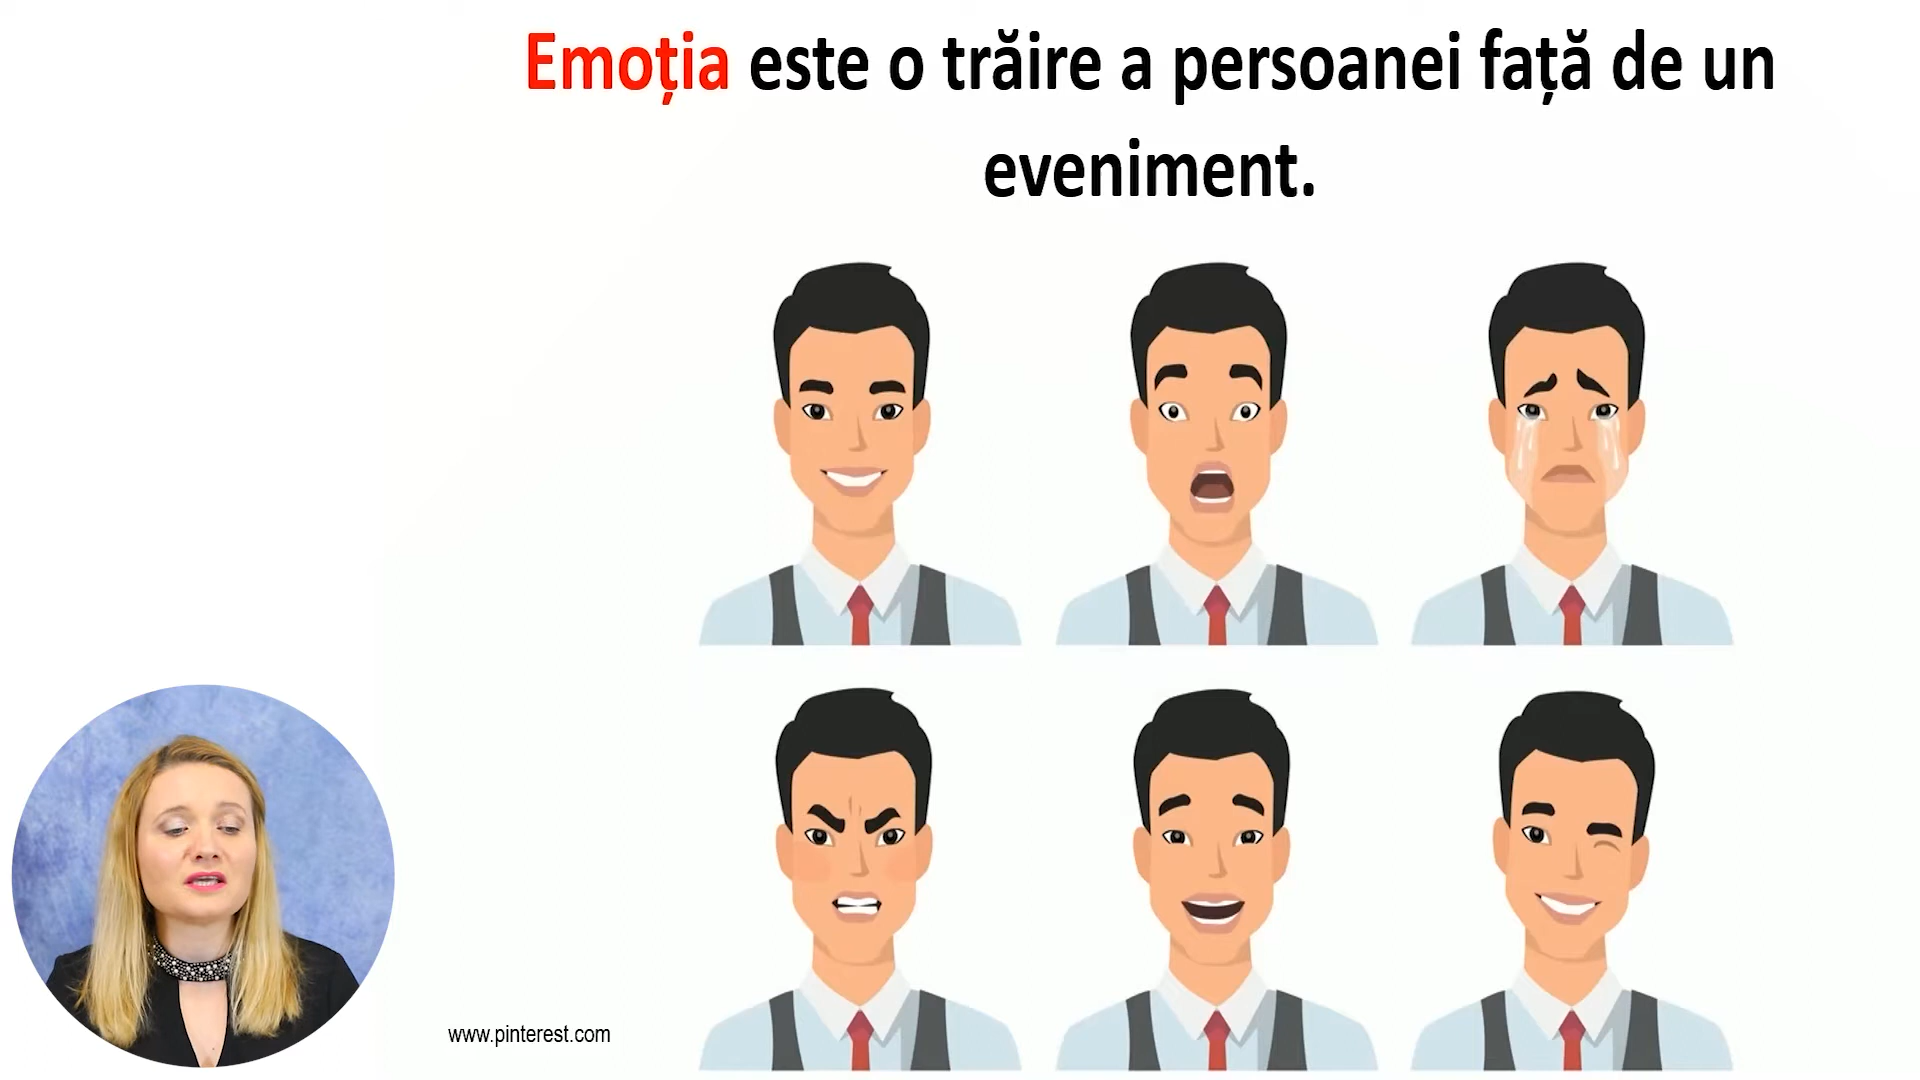 Emoția este o trăire a persoanei față de un
eveniment.
www.pinterest.com